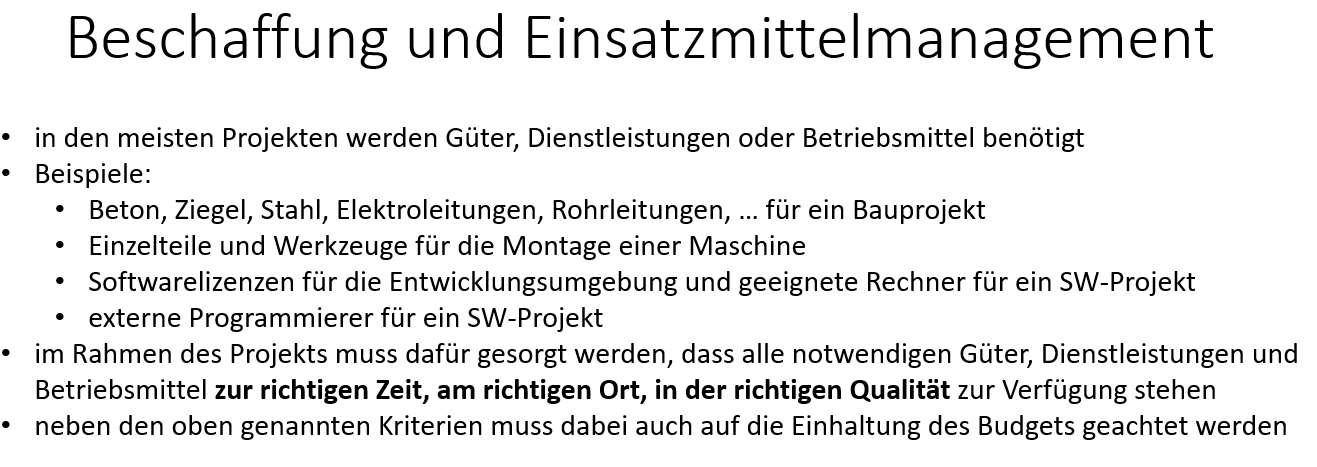 Beschaffung und Einsatzmittelmanagement
• in den meisten Projekten werden Güter, Dienstleistungen oder Betriebsmittel benötigt
• Beispiele:
• Beton, Ziegel, Stahl, Elektroleitungen, Rohrleitungen, … für ein Bauprojekt
• Einzelteile und Werkzeuge für die Montage einer Maschine
• Softwarelizenzen für die Entwicklungsumgebung und geeignete Rechner für ein SW-Projekt
• externe Programmierer für ein SW-Projekt
• im Rahmen des Projekts muss dafür gesorgt werden, dass alle notwendigen Güter, Dienstleistungen und
Betriebsmittel zur richtigen Zeit, am richtigen Ort, in der richtigen Qualität zur Verfügung stehen
• neben den oben genannten Kriterien muss dabei auch auf die Einhaltung des Budgets geachtet werden